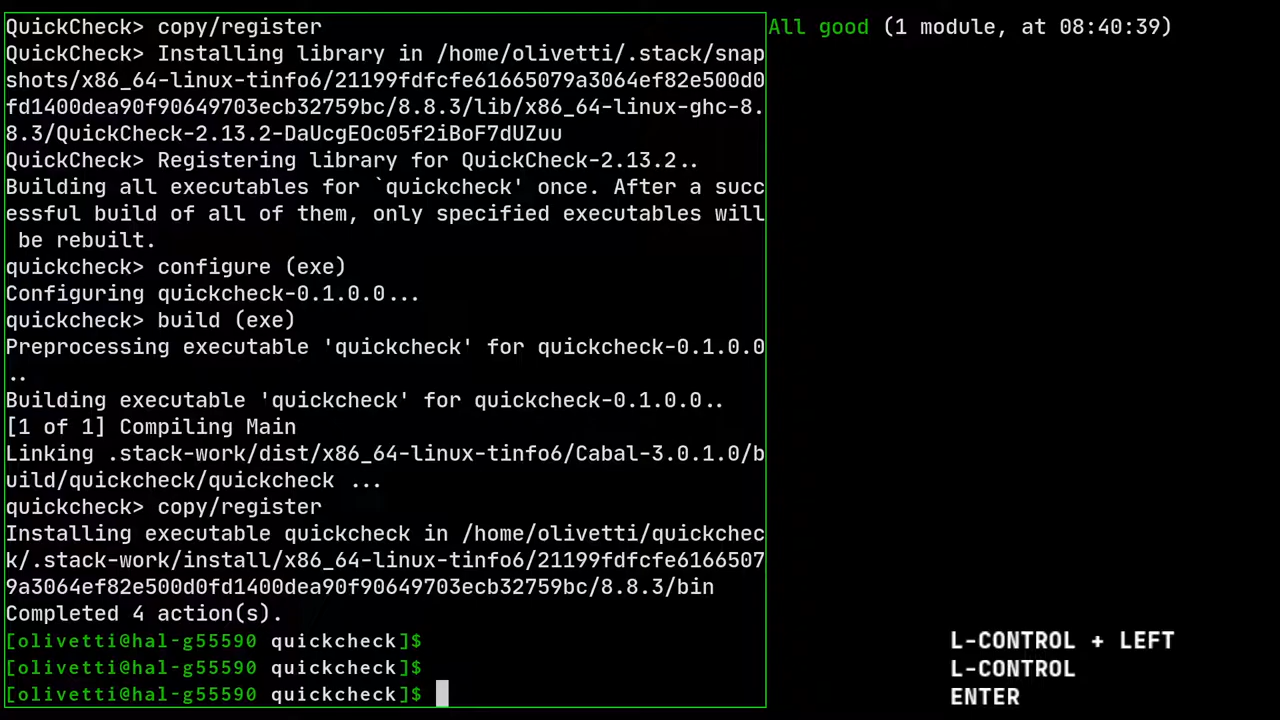 QuickCheck> copy/register
QuickCheck> Installing library in /home/olivetti/.stack/snap
shots/x86_64-linux-tinfo6/21199fdfcfe61665079a3064ef82e500d0
fd1400dea90f90649703ecb32759bc/8.8.3/lib/x86_64-linux-ghc-8.
8.3/QuickCheck-2.13.2-DaUcgEOc05f2iBoF7dUZuu
QuickCheck> Registering library for QuickCheck-2.13.2..
Building all executables for `quickcheck' once. After a succ
essful build of all of them, only specified executables will
 be rebuilt.
quickcheck> configure (exe)
Configuring quickcheck-0.1.0.0...
quickcheck> build (exe)
Preprocessing executable 'quickcheck' for quickcheck-0.1.0.0
..
Building executable 'quickcheck' for quickcheck-0.1.0.0..
[1 of 1] Compiling Main
Linking .stack-work/dist/x86_64-linux-tinfo6/Cabal-3.0.1.0/b
uild/quickcheck/quickcheck ...
quickcheck> copy/register
Installing executable quickcheck in /home/olivetti/quickchec
k/.stack-work/install/x86_64-linux-tinfo6/21199fdfcfe6166507
9a3064ef82e500d0fd1400dea90f90649703ecb32759bc/8.8.3/bin
Completed 4 action(s).
[olivetti@hal-g55590 quickcheck]$
[olivetti@hal-g55590 quickcheck]$
[olivetti@hal-g55590 quickcheck]$
All good (1 module, at 08:40:39)
L-CONTROL + LEFT
L-CONTROL
ENTER